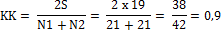 KK = 2S / N1 + N2 = 2 x 19 / 21 + 21 = 38 / 42 = 0,9